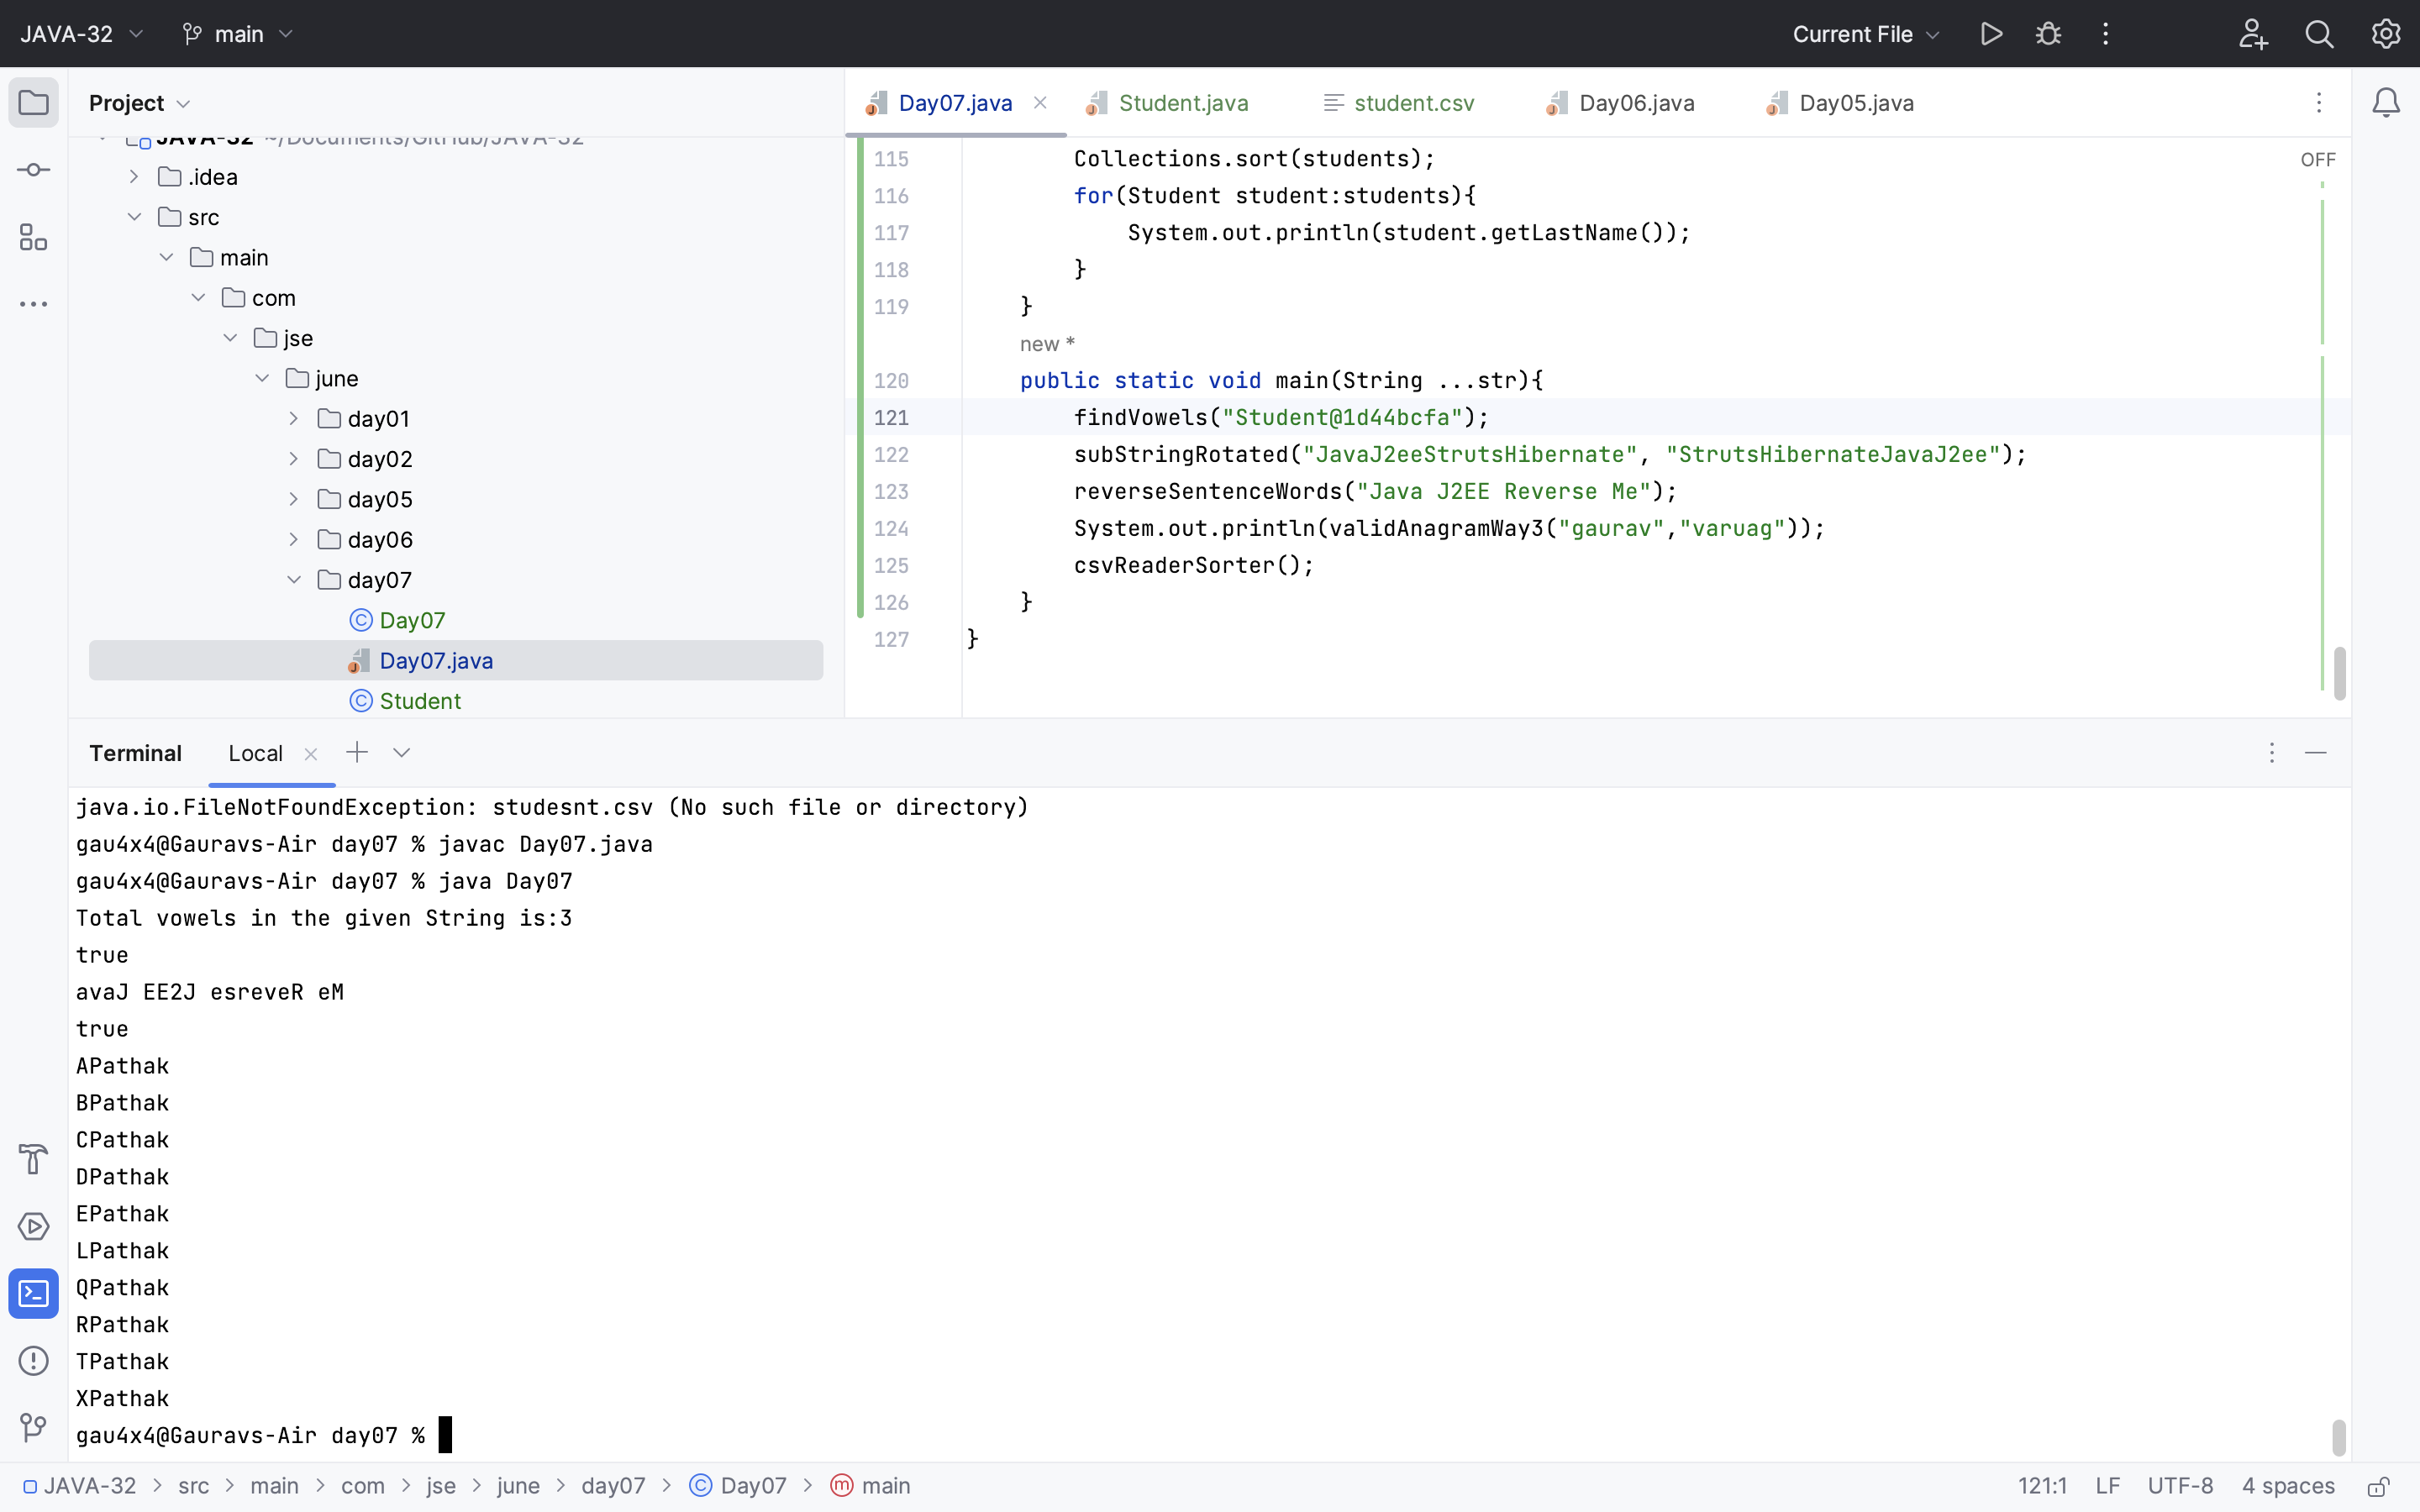 JAVA-32
main
Current File
Project
Day07.java
Student.java
student.csv
Day06.java
Day05.java
JAVA-32 ~/Documents/GitHub/JAVA-32
.idea
src
main
com
jse
june
day01
day02
day05
day06
day07
Day07
Day07.java
Student
OFF
115 Collections.sort(students);
116 for(Student student:students){
117 System.out.println(student.getLastName());
118 }
119 }
new *
120 public static void main(String ...str){
121 findVowels("Student@1d44bcfa");
122 subStringRotated("JavaJ2eeStrutsHibernate", "StrutsHibernateJavaJ2ee");
123 reverseSentenceWords("Java J2EE Reverse Me");
124 System.out.println(validAnagramWay3("gaurav","varuag"));
125 csvReaderSorter();
126 }
127 }
Terminal
Local
java.io.FileNotFoundException: studesnt.csv (No such file or directory)
gau4x4@Gauravs-Air day07 % javac Day07.java
gau4x4@Gauravs-Air day07 % java Day07
Total vowels in the given String is:3
true
avaJ EE2J esreveR eM
true
APathak
BPathak
CPathak
DPathak
EPathak
LPathak
QPathak
RPathak
TPathak
XPathak
gau4x4@Gauravs-Air day07 %
JAVA-32 > src > main > com > jse > june > day07 > Day07 > main
121:1 LF UTF-8 4 spaces